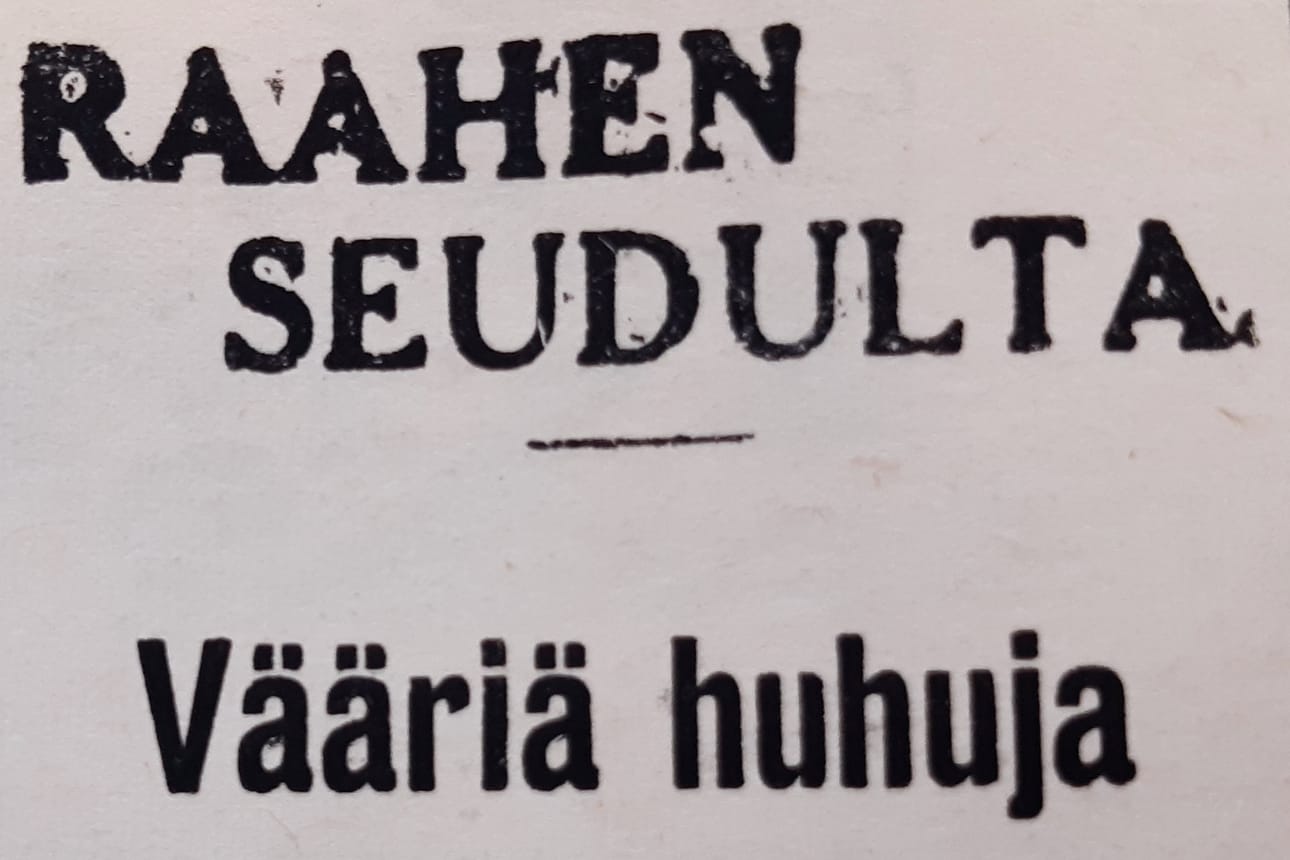 RAAHEN
SEUDULTA
Vääriä huhuja